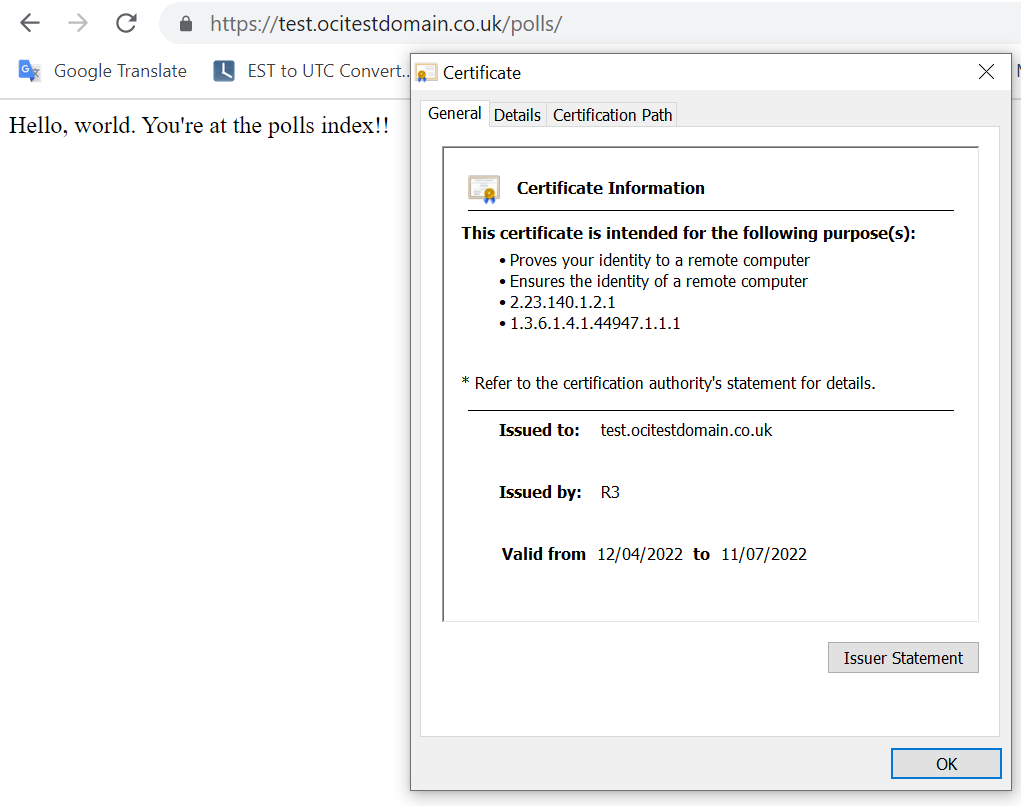 https://test.ocitestdomain.co.uk/polls/
Google Translate EST to UTC Convert..
Hello, world. You're at the polls index!!
Certificate
General Details Certification Path
Certificate Information
This certificate is intended for the following purpose(s):
• Proves your identity to a remote computer
• Ensures the identity of a remote computer
• 2.23.140.1.2.1
• 1.3.6.1.4.1.44947.1.1.1
* Refer to the certification authority's statement for details.
Issued to: test.ocitestdomain.co.uk
Issued by: R3
Valid from 12/04/2022 to 11/07/2022
Issuer Statement
OK